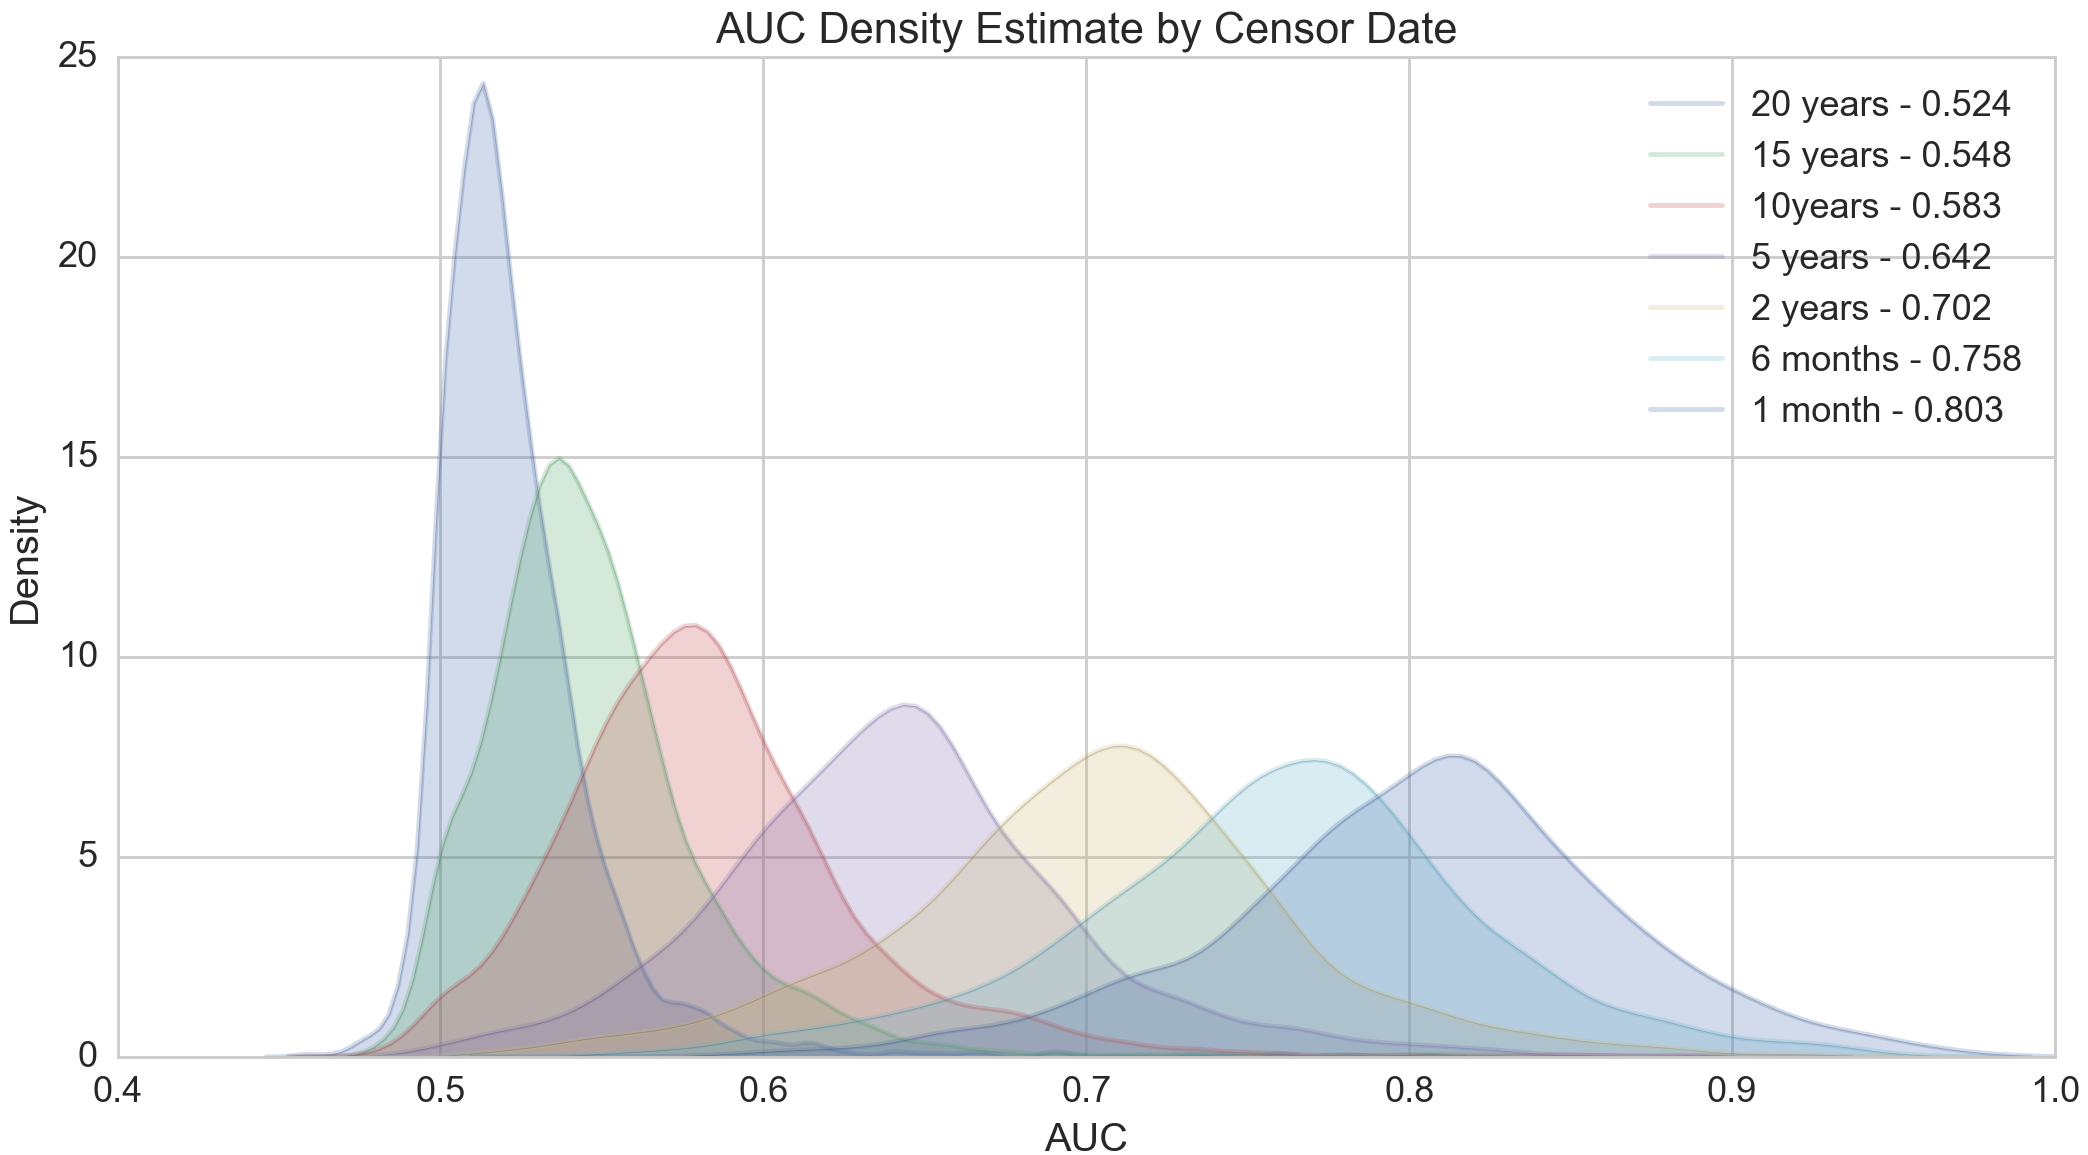 AUC Density Estimate by Censor Date
25
20
15
10
5
0
Density
20 years - 0.524
15 years - 0.548
10years - 0.583
5 years - 0.642
2 years - 0.702
6 months - 0.758
1 month - 0.803
0.4 0.5 0.6 0.7 0.8 0.9 1.0
AUC